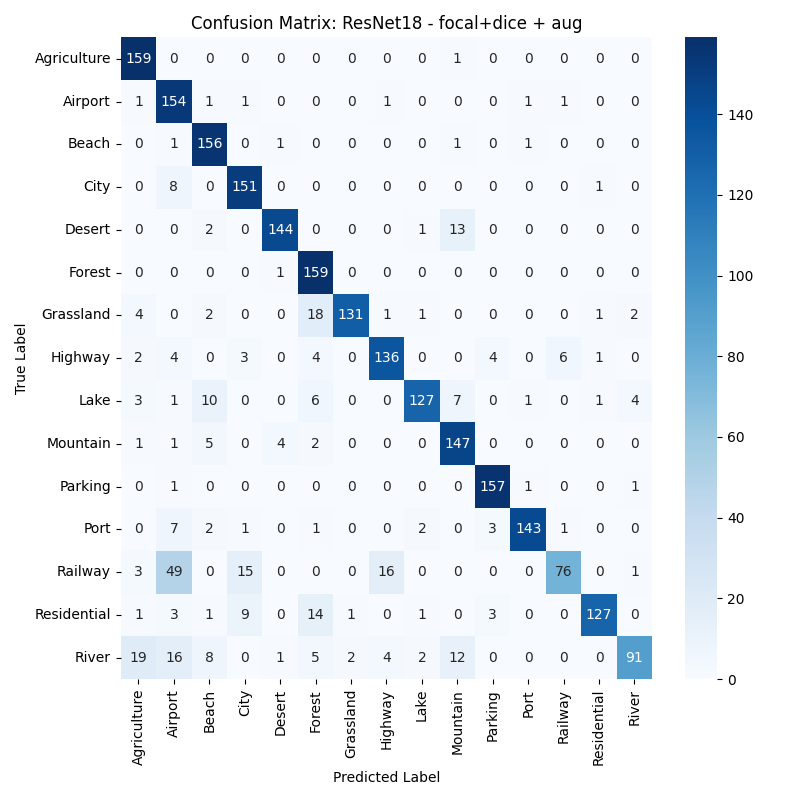 Confusion Matrix: ResNet18 - focal+dice + aug
Agriculture 159 0 0 0 0 0 0 0 0 1 0 0 0 0 0
Airport 1 154 1 1 0 0 0 1 0 0 0 1 1 0 0
Beach 0 1 156 0 1 0 0 0 0 1 0 1 0 0 0
City 0 8 0 151 0 0 0 0 0 0 0 0 0 1 0
Desert 0 0 2 0 144 0 0 0 1 13 0 0 0 0 0
Forest 0 0 0 0 1 159 0 0 0 0 0 0 0 0 0
Grassland 4 0 2 0 0 18 131 1 1 0 0 0 0 1 2
Highway 2 4 0 3 0 4 0 136 0 0 4 0 6 1 0
Lake 3 1 10 0 0 6 0 0 127 7 0 1 0 1 4
Mountain 1 1 5 0 4 2 0 0 0 147 0 0 0 0 0
Parking 0 1 0 0 0 0 0 0 0 0 157 1 0 0 1
Port 0 7 2 1 0 1 0 0 2 0 3 143 1 0 0
Railway 3 49 0 15 0 0 0 16 0 0 0 0 76 0 1
Residential 1 3 1 9 0 14 1 0 1 0 3 0 0 127 0
River 19 16 8 0 1 5 2 4 2 12 0 0 0 0 91
True Label
Agriculture Airport Beach City Desert Forest Grassland Highway Lake Mountain Parking Port Railway Residential River
Predicted Label
140
120
100
80
60
40
20
0